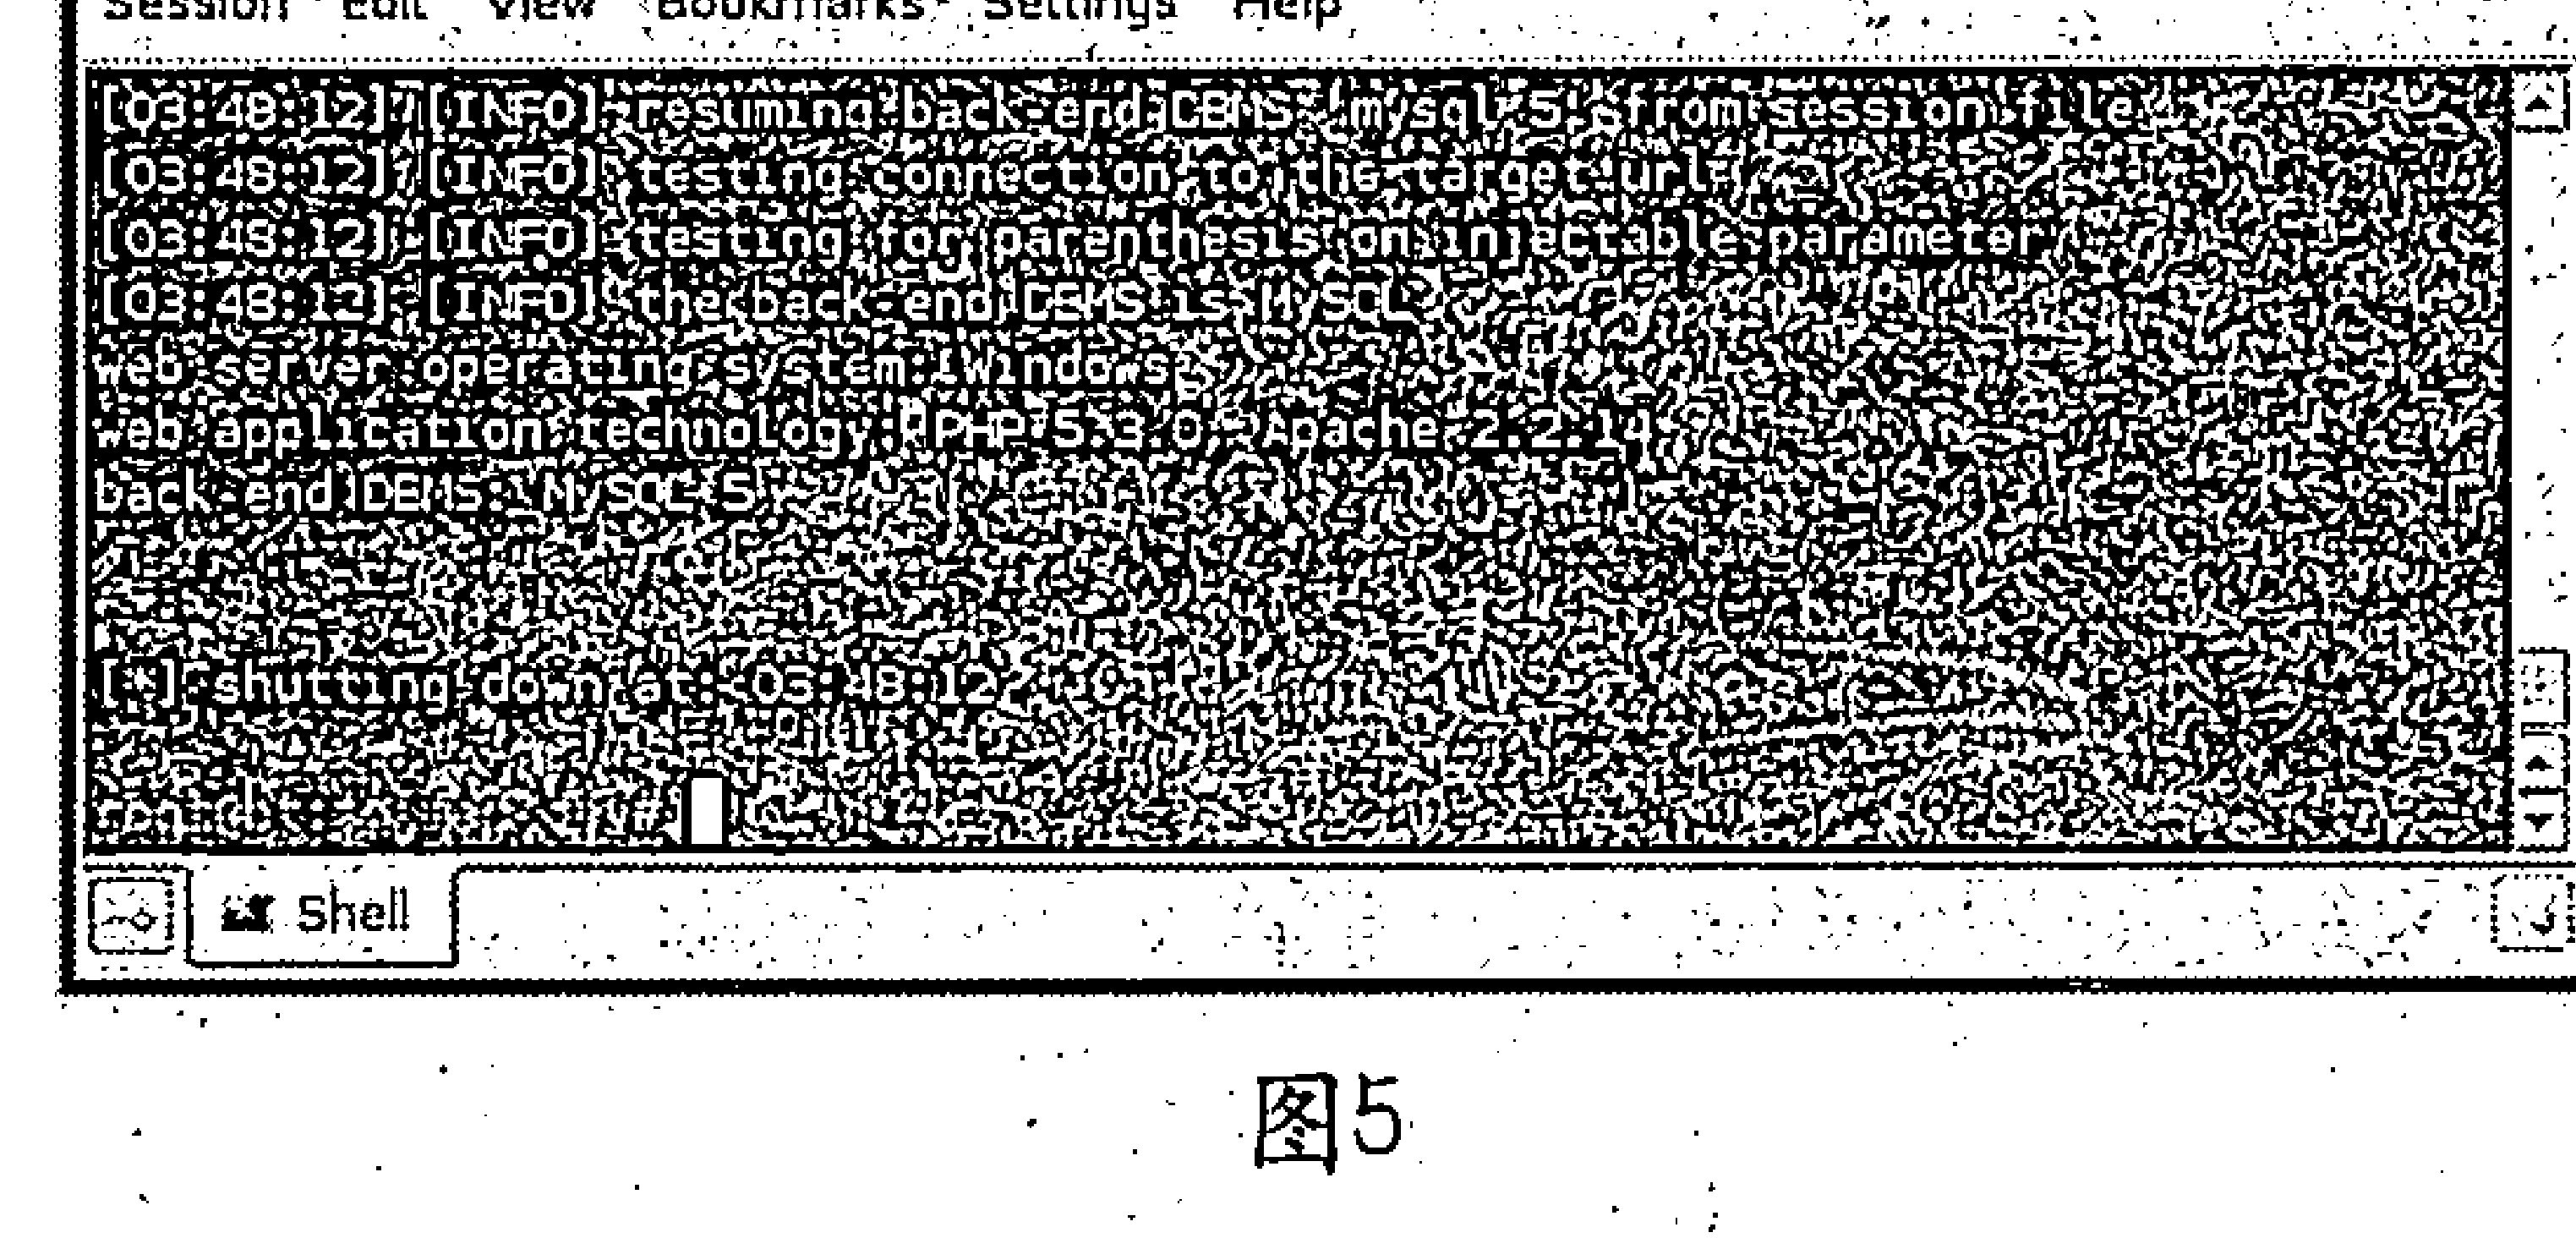 Session Edit View Bookmarks Settings Help
[03:48:12] [INFO] resuming back-end DBMS 'mysql 5' from session file
[03:48:12] [INFO] testing connection to the target url
[03:48:12] [INFO] testing for parenthesis on injectable parameter
[03:48:12] [INFO] the back-end DBMS is MySQL
web server operating system: Windows
web application technology: PHP 5.3.0, Apache 2.2.14
back-end DBMS: MySQL 5
[*] shutting down at: 03:48:12
Shell
图5